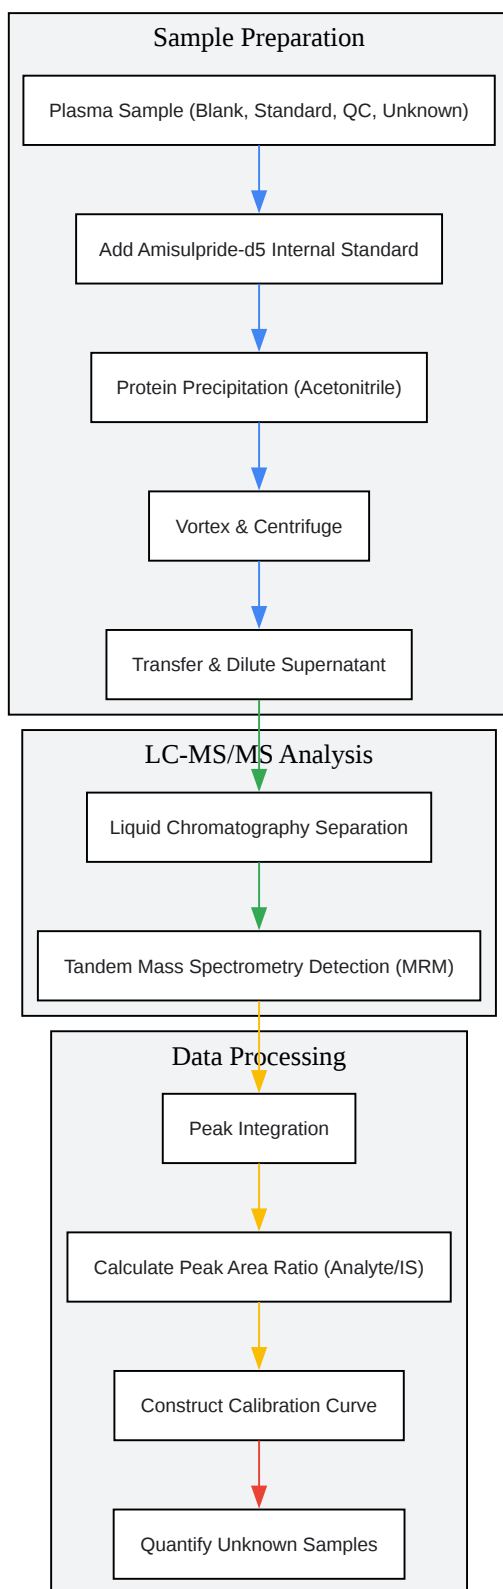 Sample Preparation
Plasma Sample (Blank, Standard, QC, Unknown)
Add Amisulpride-d5 Internal Standard
Protein Precipitation (Acetonitrile)
Vortex & Centrifuge
Transfer & Dilute Supernatant
LC-MS/MS Analysis
Liquid Chromatography Separation
Tandem Mass Spectrometry Detection (MRM)
Data Processing
Peak Integration
Calculate Peak Area Ratio (Analyte/IS)
Construct Calibration Curve
Quantify Unknown Samples